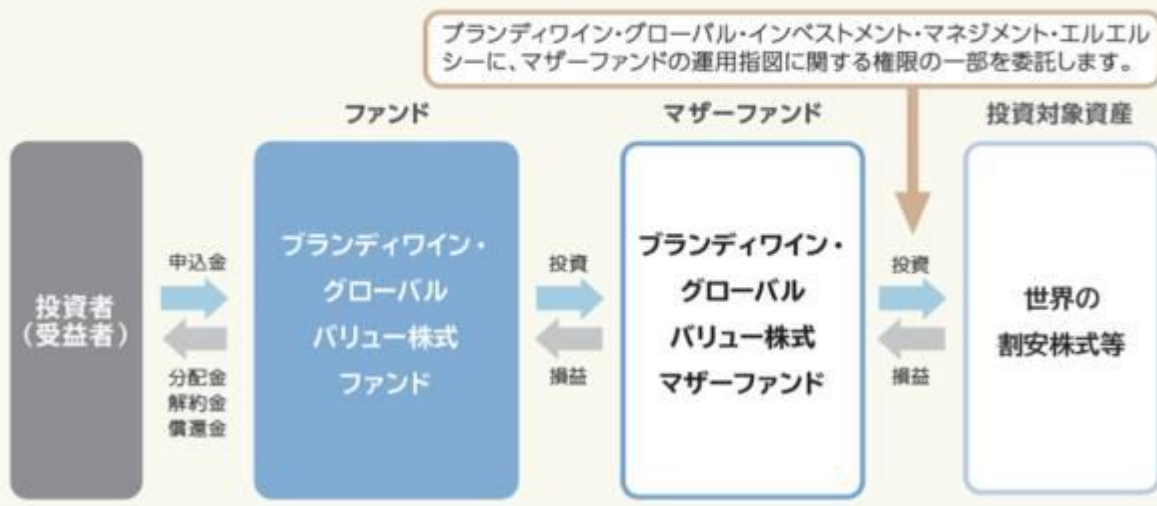 ブランディワイン・グローバル・インベストメント・マネジメント・エルエル
シーに、マザーファンドの運用指図に関する権限の一部を委託します。
ファンド
マザーファンド
投資対象資産
投資者
(受益者)
申込金
分配金
解約金
償還金
ブランディワイン・
グローバル
バリュー株式
ファンド
投資
損益
ブランディワイン・
グローバル
バリュー株式
マザーファンド
投資
損益
世界の
割安株式等